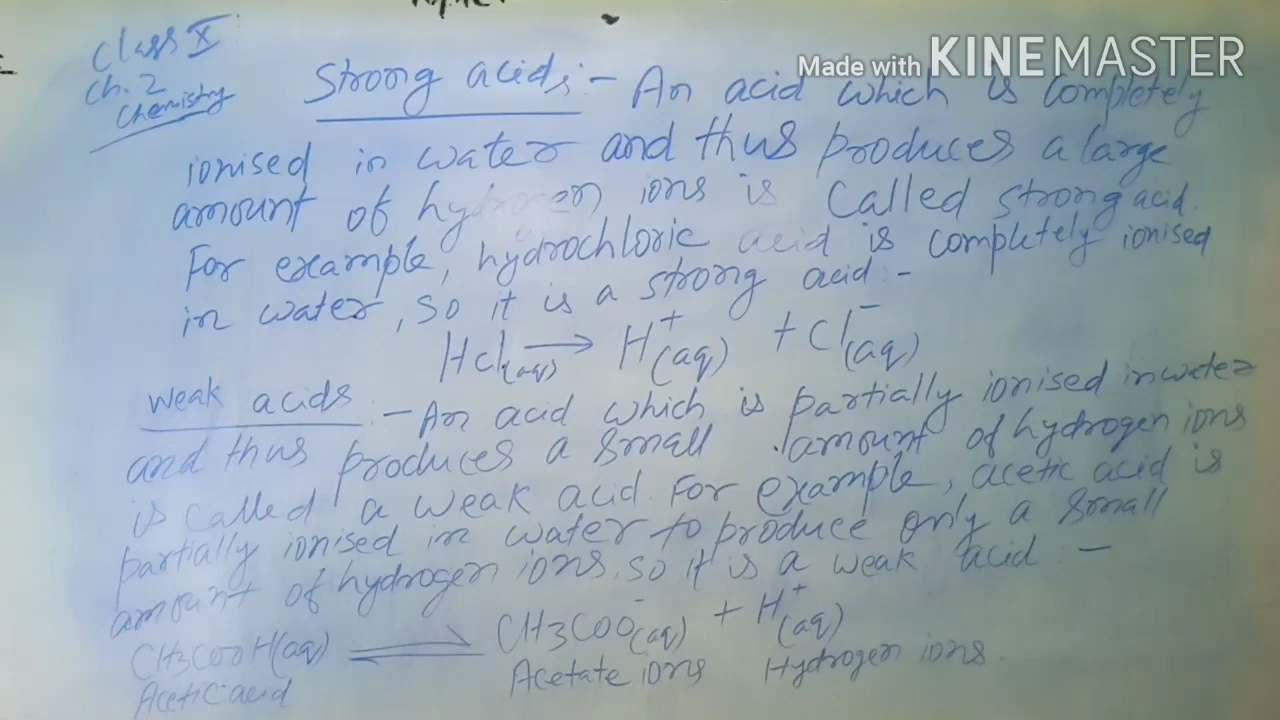 Class X
Ch. 2
Chemistry
Made with KINEMASTER
Strong acids :- An acid which is completely
ionised in water and thus produces a large
amount of hydrogen ions is called strong acid.
For example, hydrochloric acid is completely ionised
in water, so it is a strong acid :-
HCl(aq) → H⁺(aq) + Cl⁻(aq)
Weak acids :- An acid which is partially ionised in water
and thus produces a small amount of hydrogen ions
is called a weak acid. For example, acetic acid is
partially ionised in water to produce only a small
amount of hydrogen ions, so it is a weak acid :-
CH3COOH(aq) ⇌ CH3COO⁻(aq) + H⁺(aq)
Acetic acid Acetate ions Hydrogen ions.